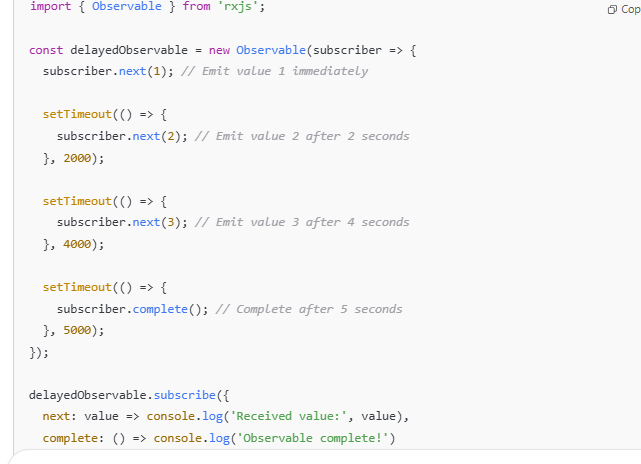 import { Observable } from 'rxjs';
Cop
const delayedObservable = new Observable(subscriber => {
  subscriber.next(1); // Emit value 1 immediately
  setTimeout(() => {
    subscriber.next(2); // Emit value 2 after 2 seconds
  }, 2000);
  setTimeout(() => {
    subscriber.next(3); // Emit value 3 after 4 seconds
  }, 4000);
  setTimeout(() => {
    subscriber.complete(); // Complete after 5 seconds
  }, 5000);
});
delayedObservable.subscribe({
  next: value => console.log('Received value:', value),
  complete: () => console.log('Observable complete!')